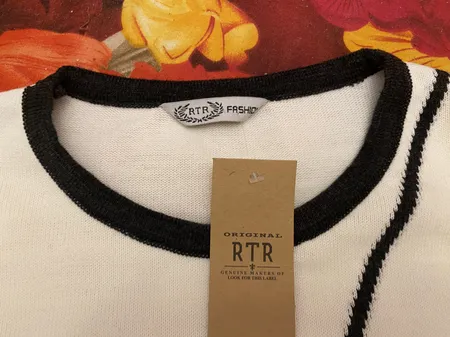 RTR FASHIO
ORIGINAL
RTR
GENUINE MAKERS OF
LOOK FOR THIS LABEL